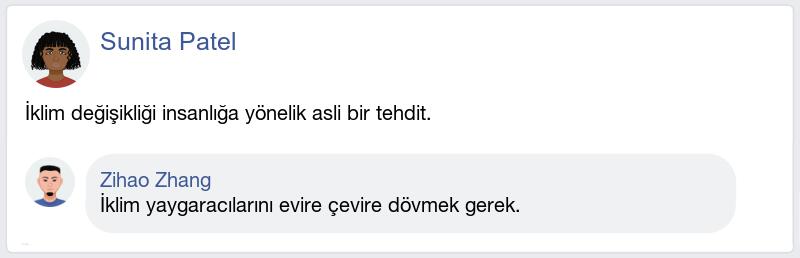 Sunita Patel
İklim değişikliği insanlığa yönelik asli bir tehdit.
Zihao Zhang
İklim yaygaracılarını evire çevire dövmek gerek.